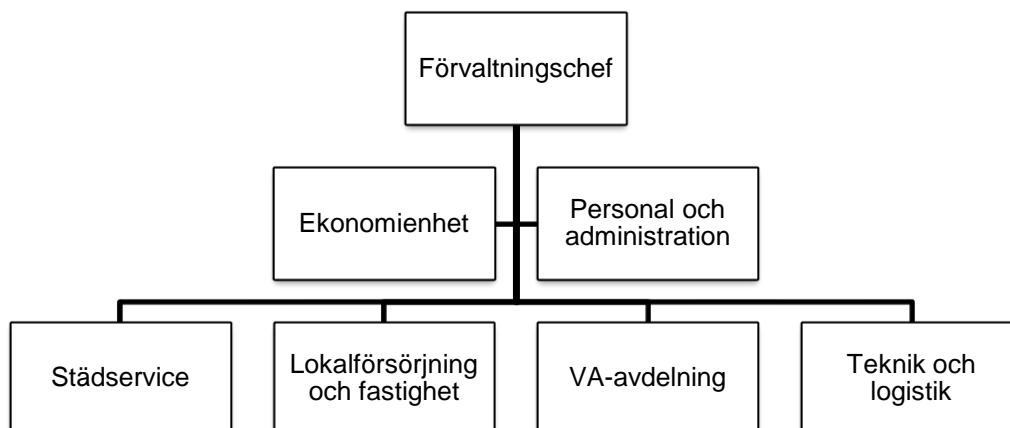 Förvaltningschef
Ekonomienhet
Personal och
administration
Städservice
Lokalförsörjning
och fastighet
VA-avdelning
Teknik och
logistik